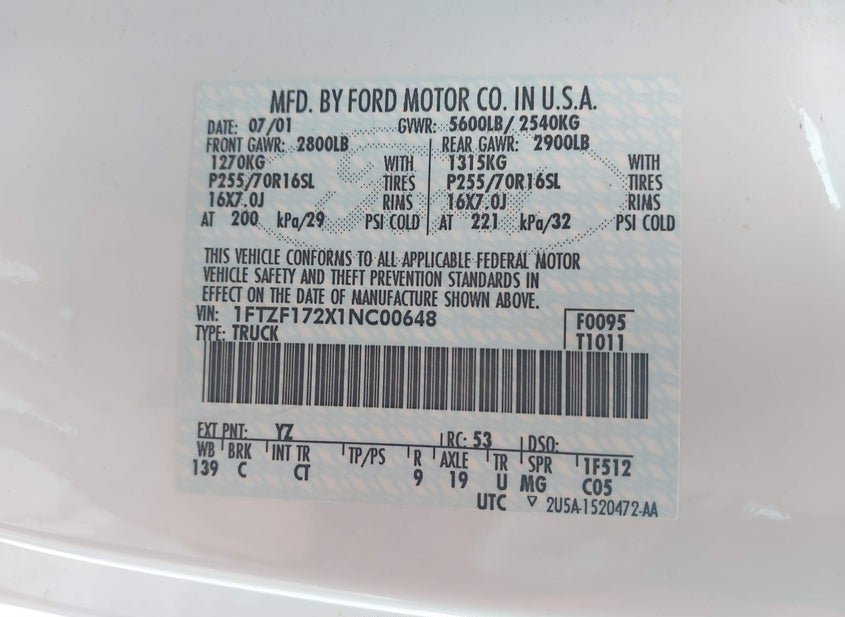 MFD. BY FORD MOTOR CO. IN U.S.A.
DATE: 07/01 GVWR: 5600LB/ 2540KG
FRONT GAWR: 2800LB REAR GAWR: 2900LB
1270KG WITH 1315KG WITH
P255/70R16SL TIRES P255/70R16SL TIRES
16X7.0J RIMS 16X7.0J RIMS
AT 200 kPa/29 PSI COLD AT 221 kPa/32 PSI COLD
THIS VEHICLE CONFORMS TO ALL APPLICABLE FEDERAL MOTOR
VEHICLE SAFETY AND THEFT PREVENTION STANDARDS IN
EFFECT ON THE DATE OF MANUFACTURE SHOWN ABOVE.
VIN: 1FTZF172X1NC00648 F0095
TYPE: TRUCK T1011
EXT PNT: YZ RC: 53 DSO:
WB BRK INT TR TP/PS R AXLE TR SPR 1F512
139 C CT 9 19 U MG C05
UTC ▽ 2U5A-1520472-AA